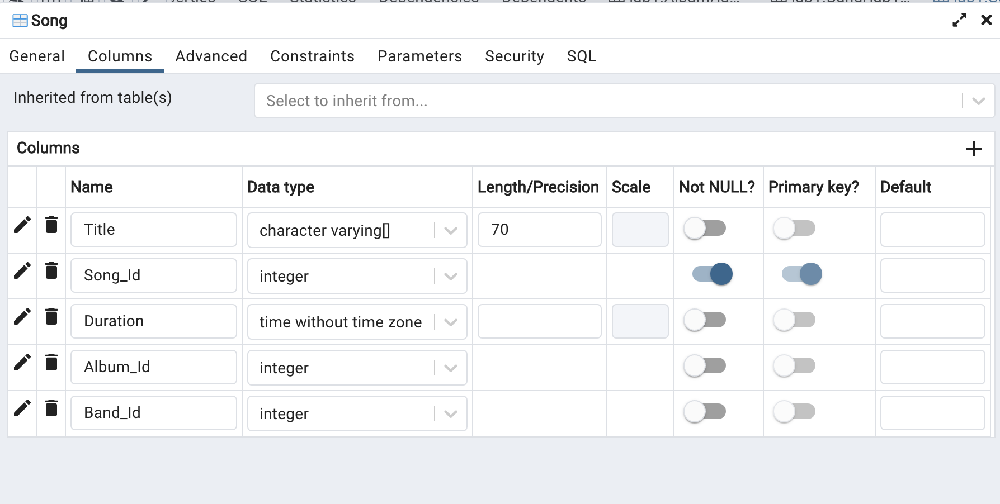 Song
General Columns Advanced Constraints Parameters Security SQL
Inherited from table(s) Select to inherit from...
Columns
Name Data type Length/Precision Scale Not NULL? Primary key? Default
Title character varying[] 70
Song_Id integer
Duration time without time zone
Album_Id integer
Band_Id integer